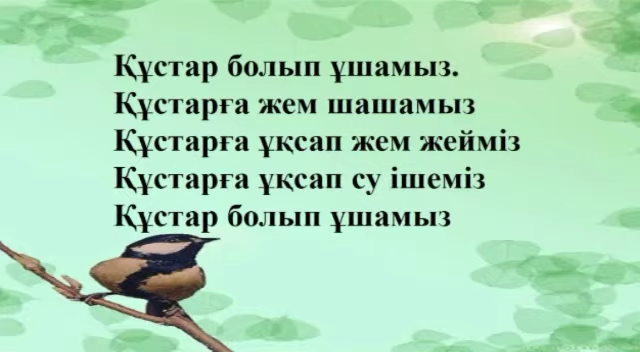 Құстар болып ұшамыз.
Құстарға жем шашамыз
Құстарға ұқсап жем жейміз
Құстарға ұқсап су ішеміз
Құстар болып ұшамыз